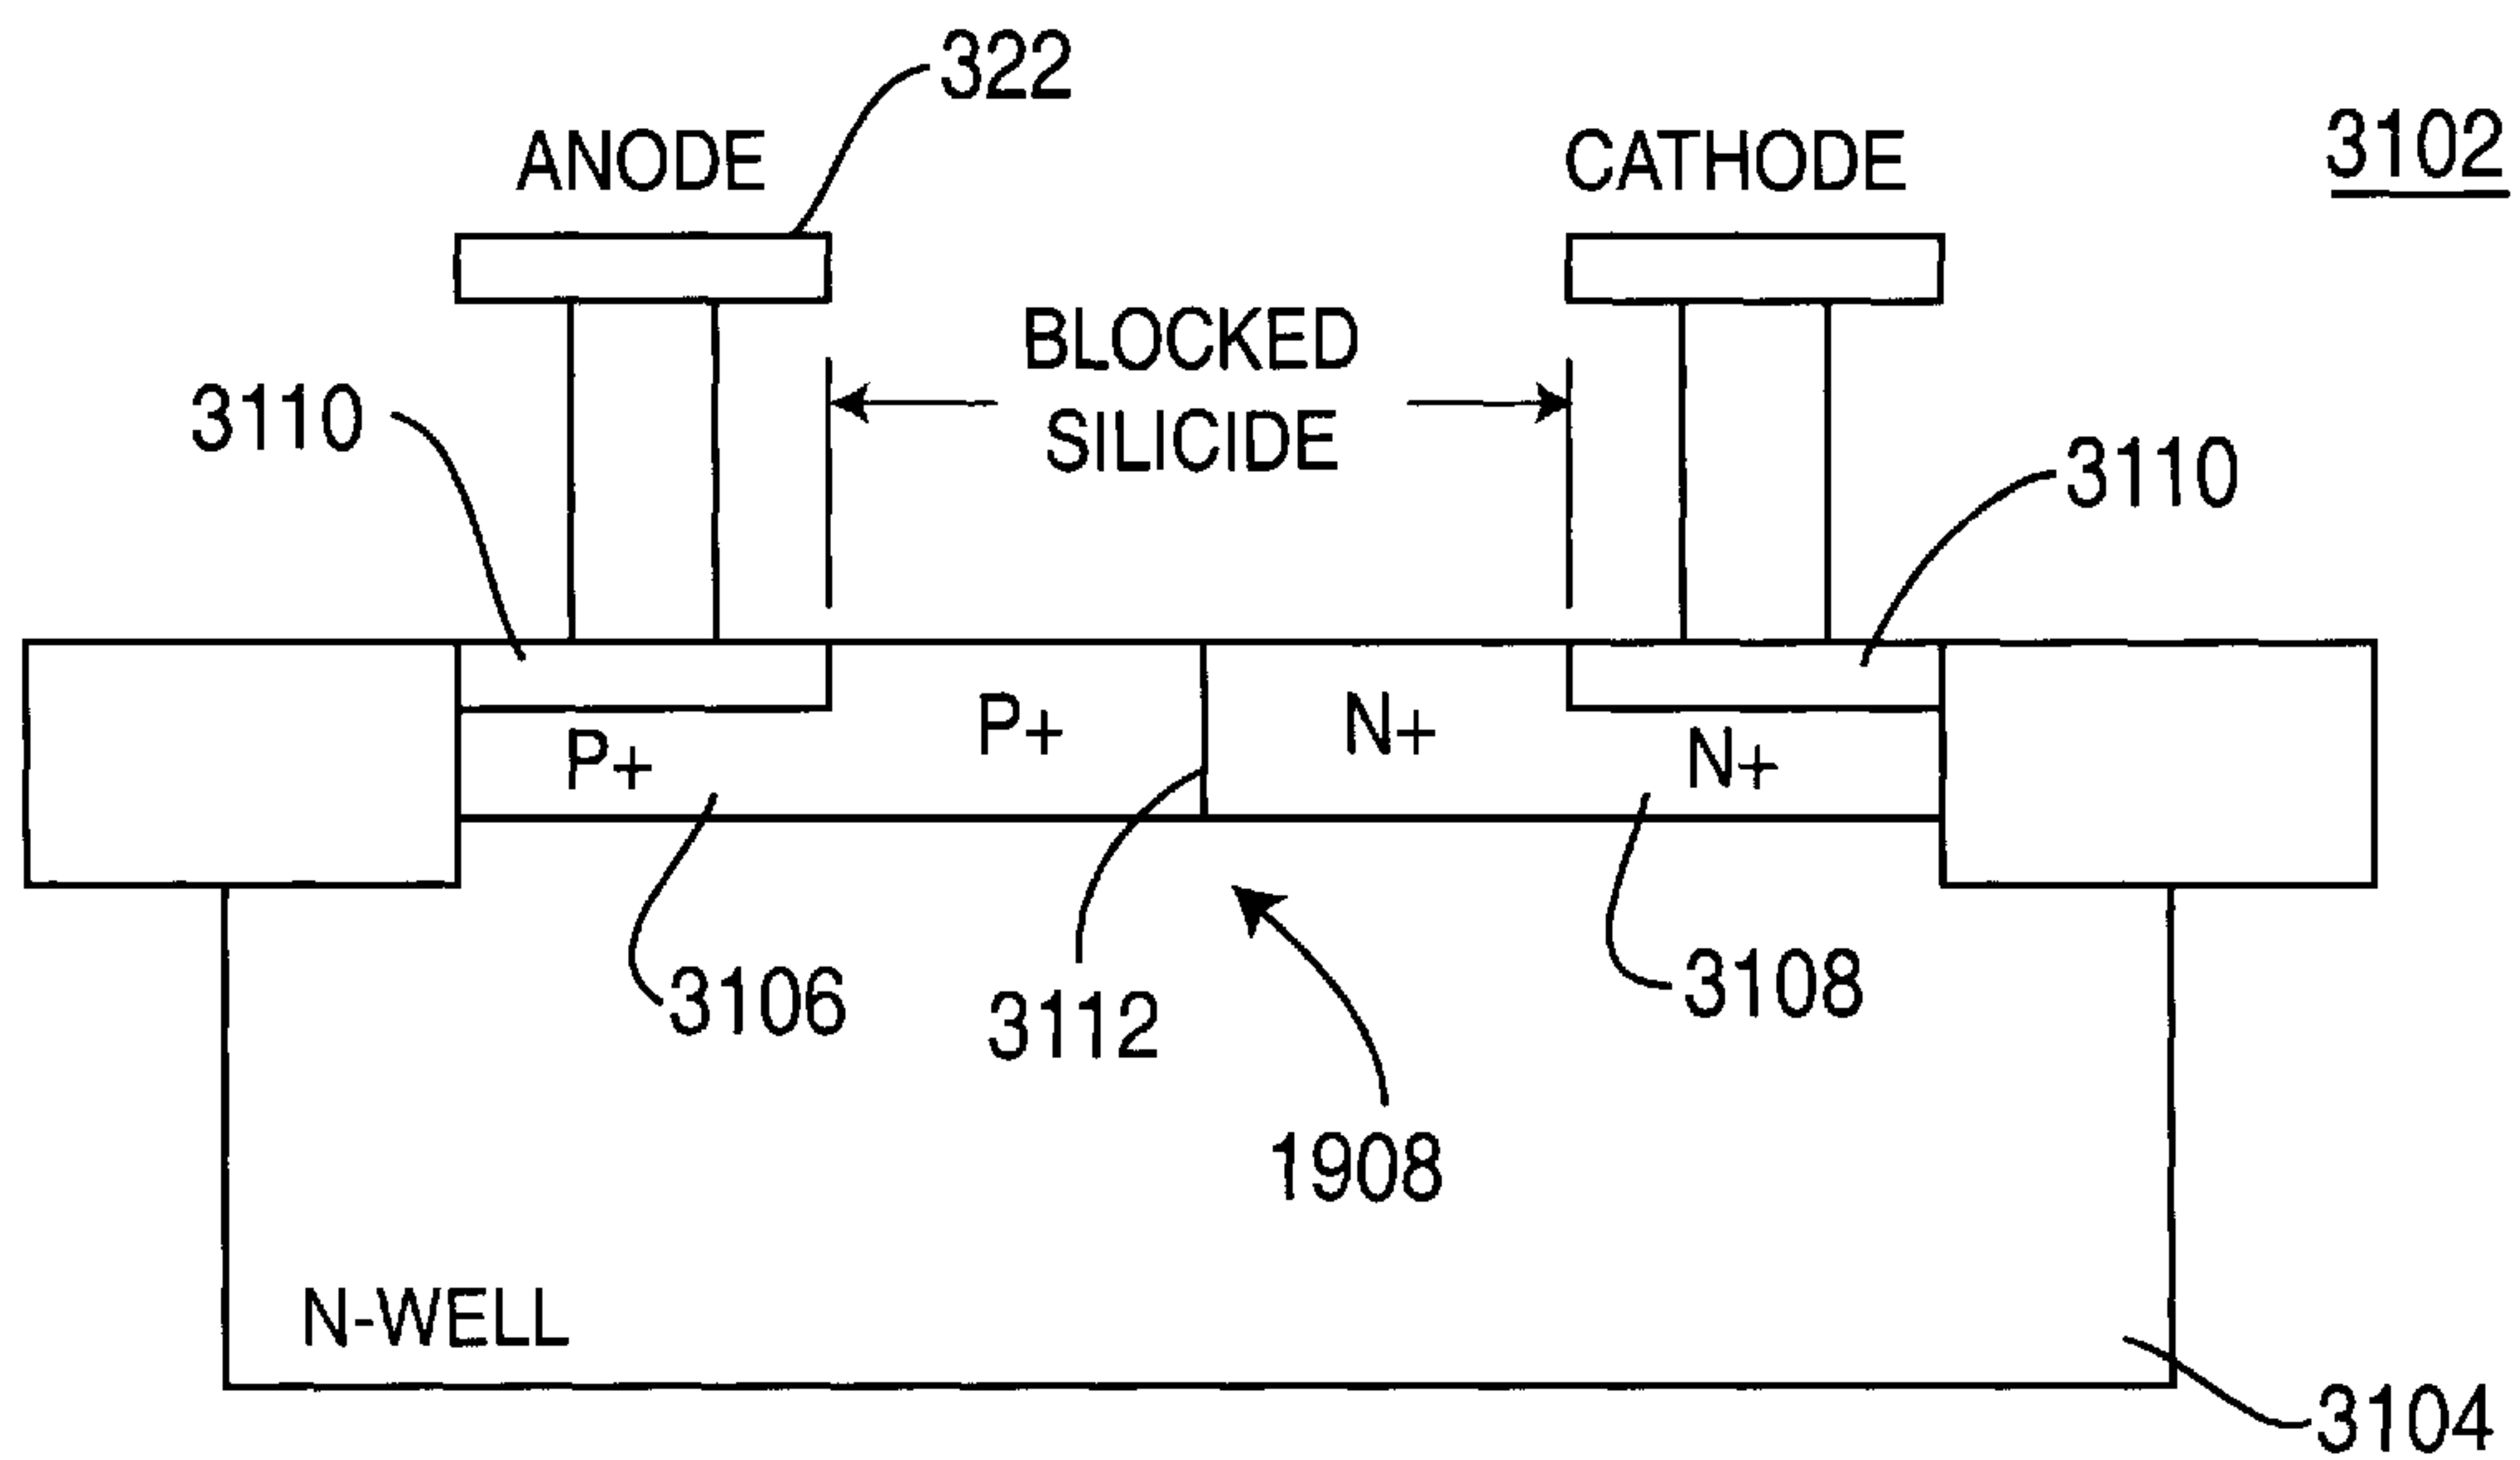 322
ANODE
CATHODE
3102
BLOCKED
SILICIDE
3110
3110
P+
P+
N+
N+
3106
3112
3108
1908
N-WELL
3104